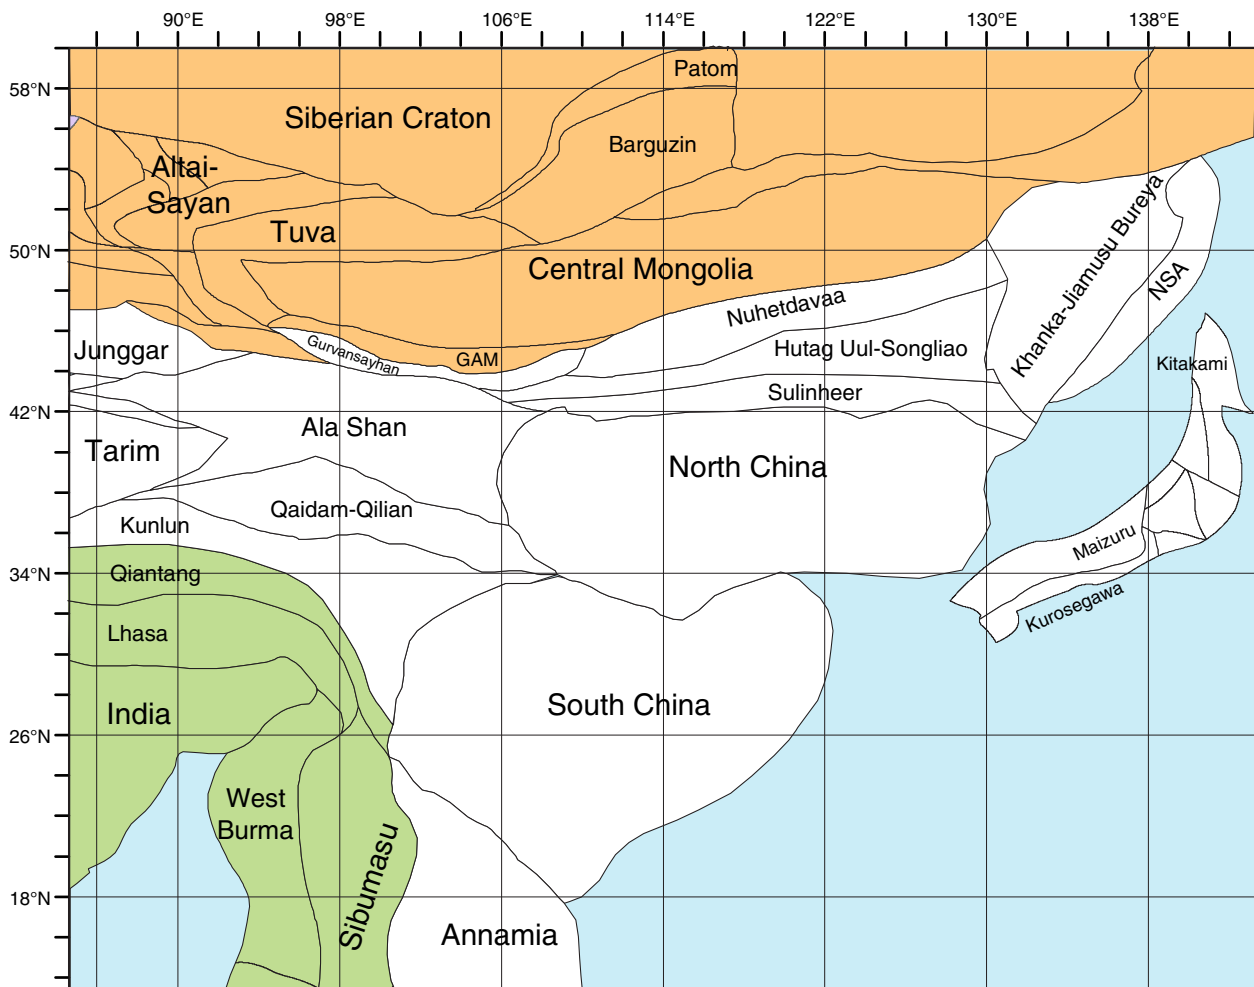 90°E 98°E 106°E 114°E 122°E 130°E 138°E
58°N
50°N
42°N
34°N
26°N
18°N
Patom
Siberian Craton
Barguzin
Altai-
Sayan
Tuva
Central Mongolia
Khanka-Jiamusu Bureya
NSA
Nuhetdavaa
Junggar
Gurvansayhan
GAM
Hutag Uul-Songliao
Kitakami
Sulinheer
Ala Shan
Tarim
North China
Qaidam-Qilian
Kunlun
Maizuru
Qiantang
Kurosegawa
Lhasa
India
South China
West
Burma
Sibumasu
Annamia